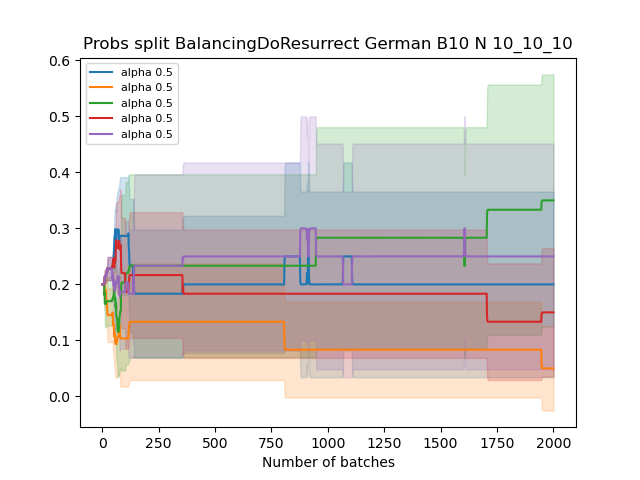 Probs split BalancingDoResurrect German B10 N 10_10_10
0.6
0.5
0.4
0.3
0.2
0.1
0.0
alpha 0.5
alpha 0.5
alpha 0.5
alpha 0.5
alpha 0.5
0 250 500 750 1000 1250 1500 1750 2000
Number of batches